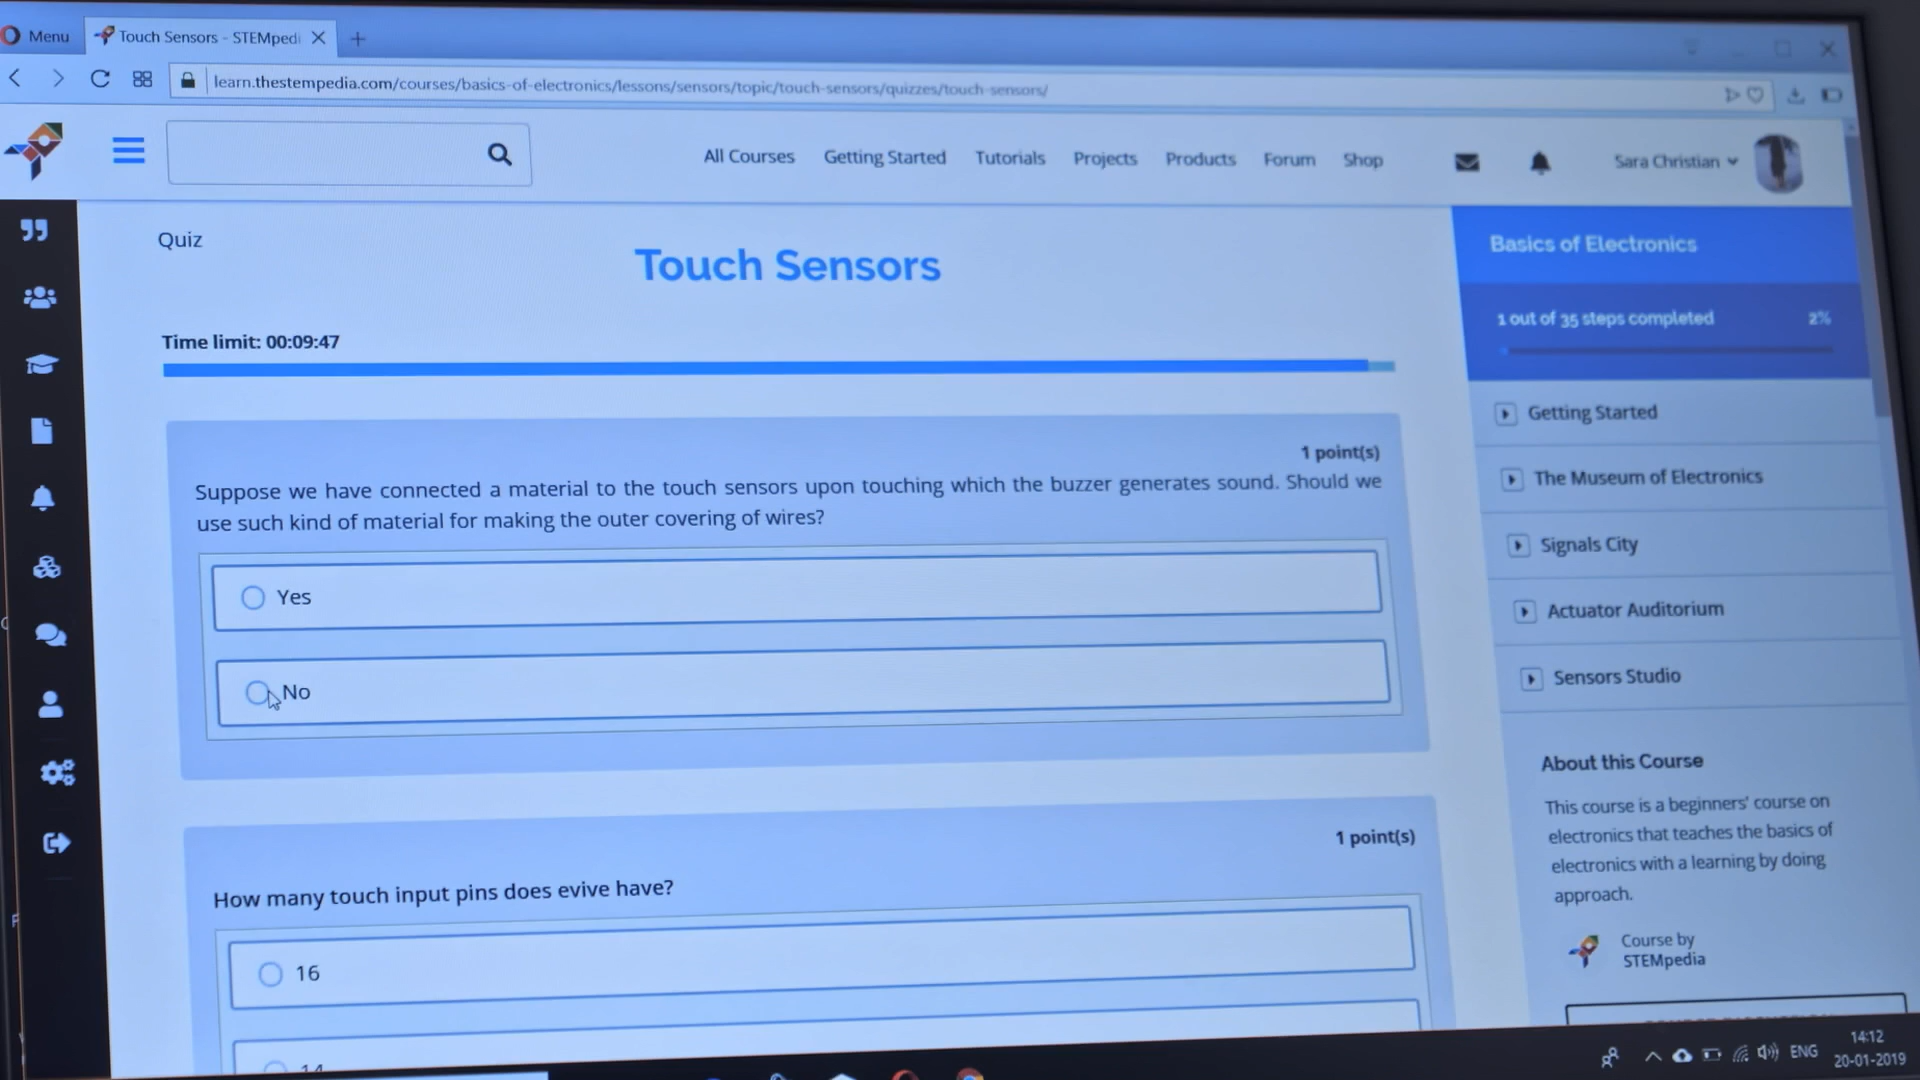 Menu
Touch Sensors - STEMpedi
learn.thestempedia.com/courses/basics-of-electronics/lessons/sensors/topic/touch-sensors/quizzes/touch-sensors/
All Courses
Getting Started
Tutorials
Projects
Products
Forum
Shop
Sara Christian
Quiz
Touch Sensors
Time limit: 00:09:47
1 point(s)
Suppose we have connected a material to the touch sensors upon touching which the buzzer generates sound. Should we
use such kind of material for making the outer covering of wires?
Yes
No
1 point(s)
How many touch input pins does evive have?
16
14
Basics of Electronics
1 out of 35 steps completed
2%
Getting Started
The Museum of Electronics
Signals City
Actuator Auditorium
Sensors Studio
About this Course
This course is a beginners' course on
electronics that teaches the basics of
electronics with a learning by doing
approach.
Course by
STEMpedia
ENG
14:12
20-01-2019